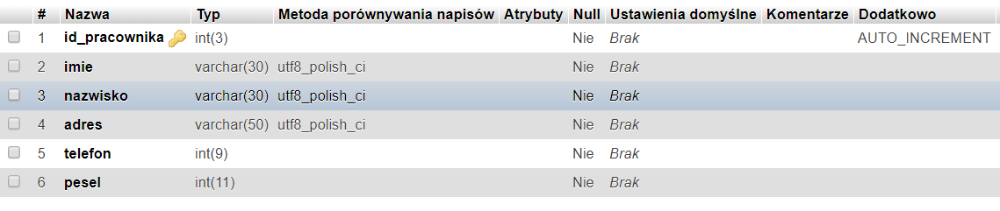 # Nazwa Typ Metoda porównywania napisów Atrybuty Null Ustawienia domyślne Komentarze Dodatkowo
1 id_pracownika int(3) Nie Brak AUTO_INCREMENT
2 imie varchar(30) utf8_polish_ci Nie Brak
3 nazwisko varchar(30) utf8_polish_ci Nie Brak
4 adres varchar(50) utf8_polish_ci Nie Brak
5 telefon int(9) Nie Brak
6 pesel int(11) Nie Brak